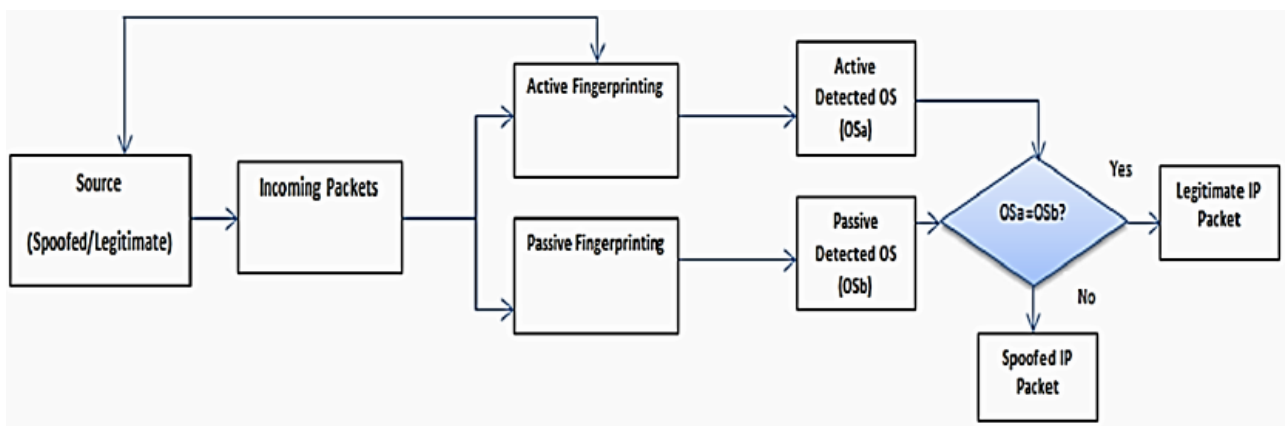 Source
(Spoofed/Legitimate)
Incoming Packets
Active Fingerprinting
Passive Fingerprinting
Active
Detected OS
(OSa)
Passive
Detected OS
(OSb)
OSa=OSb?
Yes
Legitimate IP
Packet
No
Spoofed IP
Packet